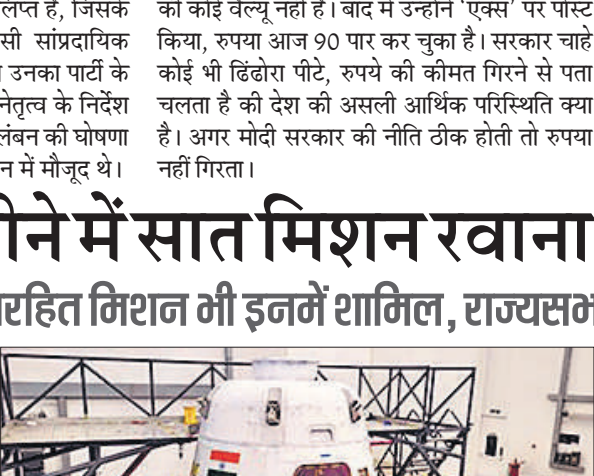 लिप्त है, जिसके
सी सांप्रदायिक
उनका पार्टी के
नेतृत्व के निर्देश
लंबन की घोषणा
न में मौजूद थे।
को कोई वैल्यू नहीं है। बाद में उन्होंने 'एक्स' पर पोस्ट
किया, रुपया आज 90 पार कर चुका है। सरकार चाहे
कोई भी ढिंढोरा पीटे, रुपये की कीमत गिरने से पता
चलता है की देश की असली आर्थिक परिस्थिति क्या
है। अगर मोदी सरकार की नीति ठीक होती तो रुपया
नहीं गिरता।
ीने में सात मिशन रवाना
रहित मिशन भी इनमें शामिल, राज्यसभ